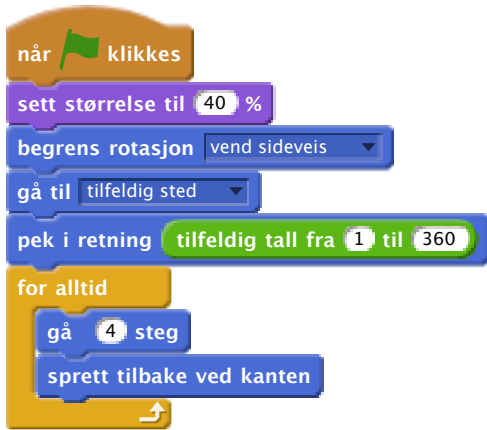 når klikkes
sett størrelse til 40 %
begrens rotasjon vend sideveis
gå til tilfeldig sted
pek i retning tilfeldig tall fra 1 til 360
for alltid
gå 4 steg
sprett tilbake ved kanten